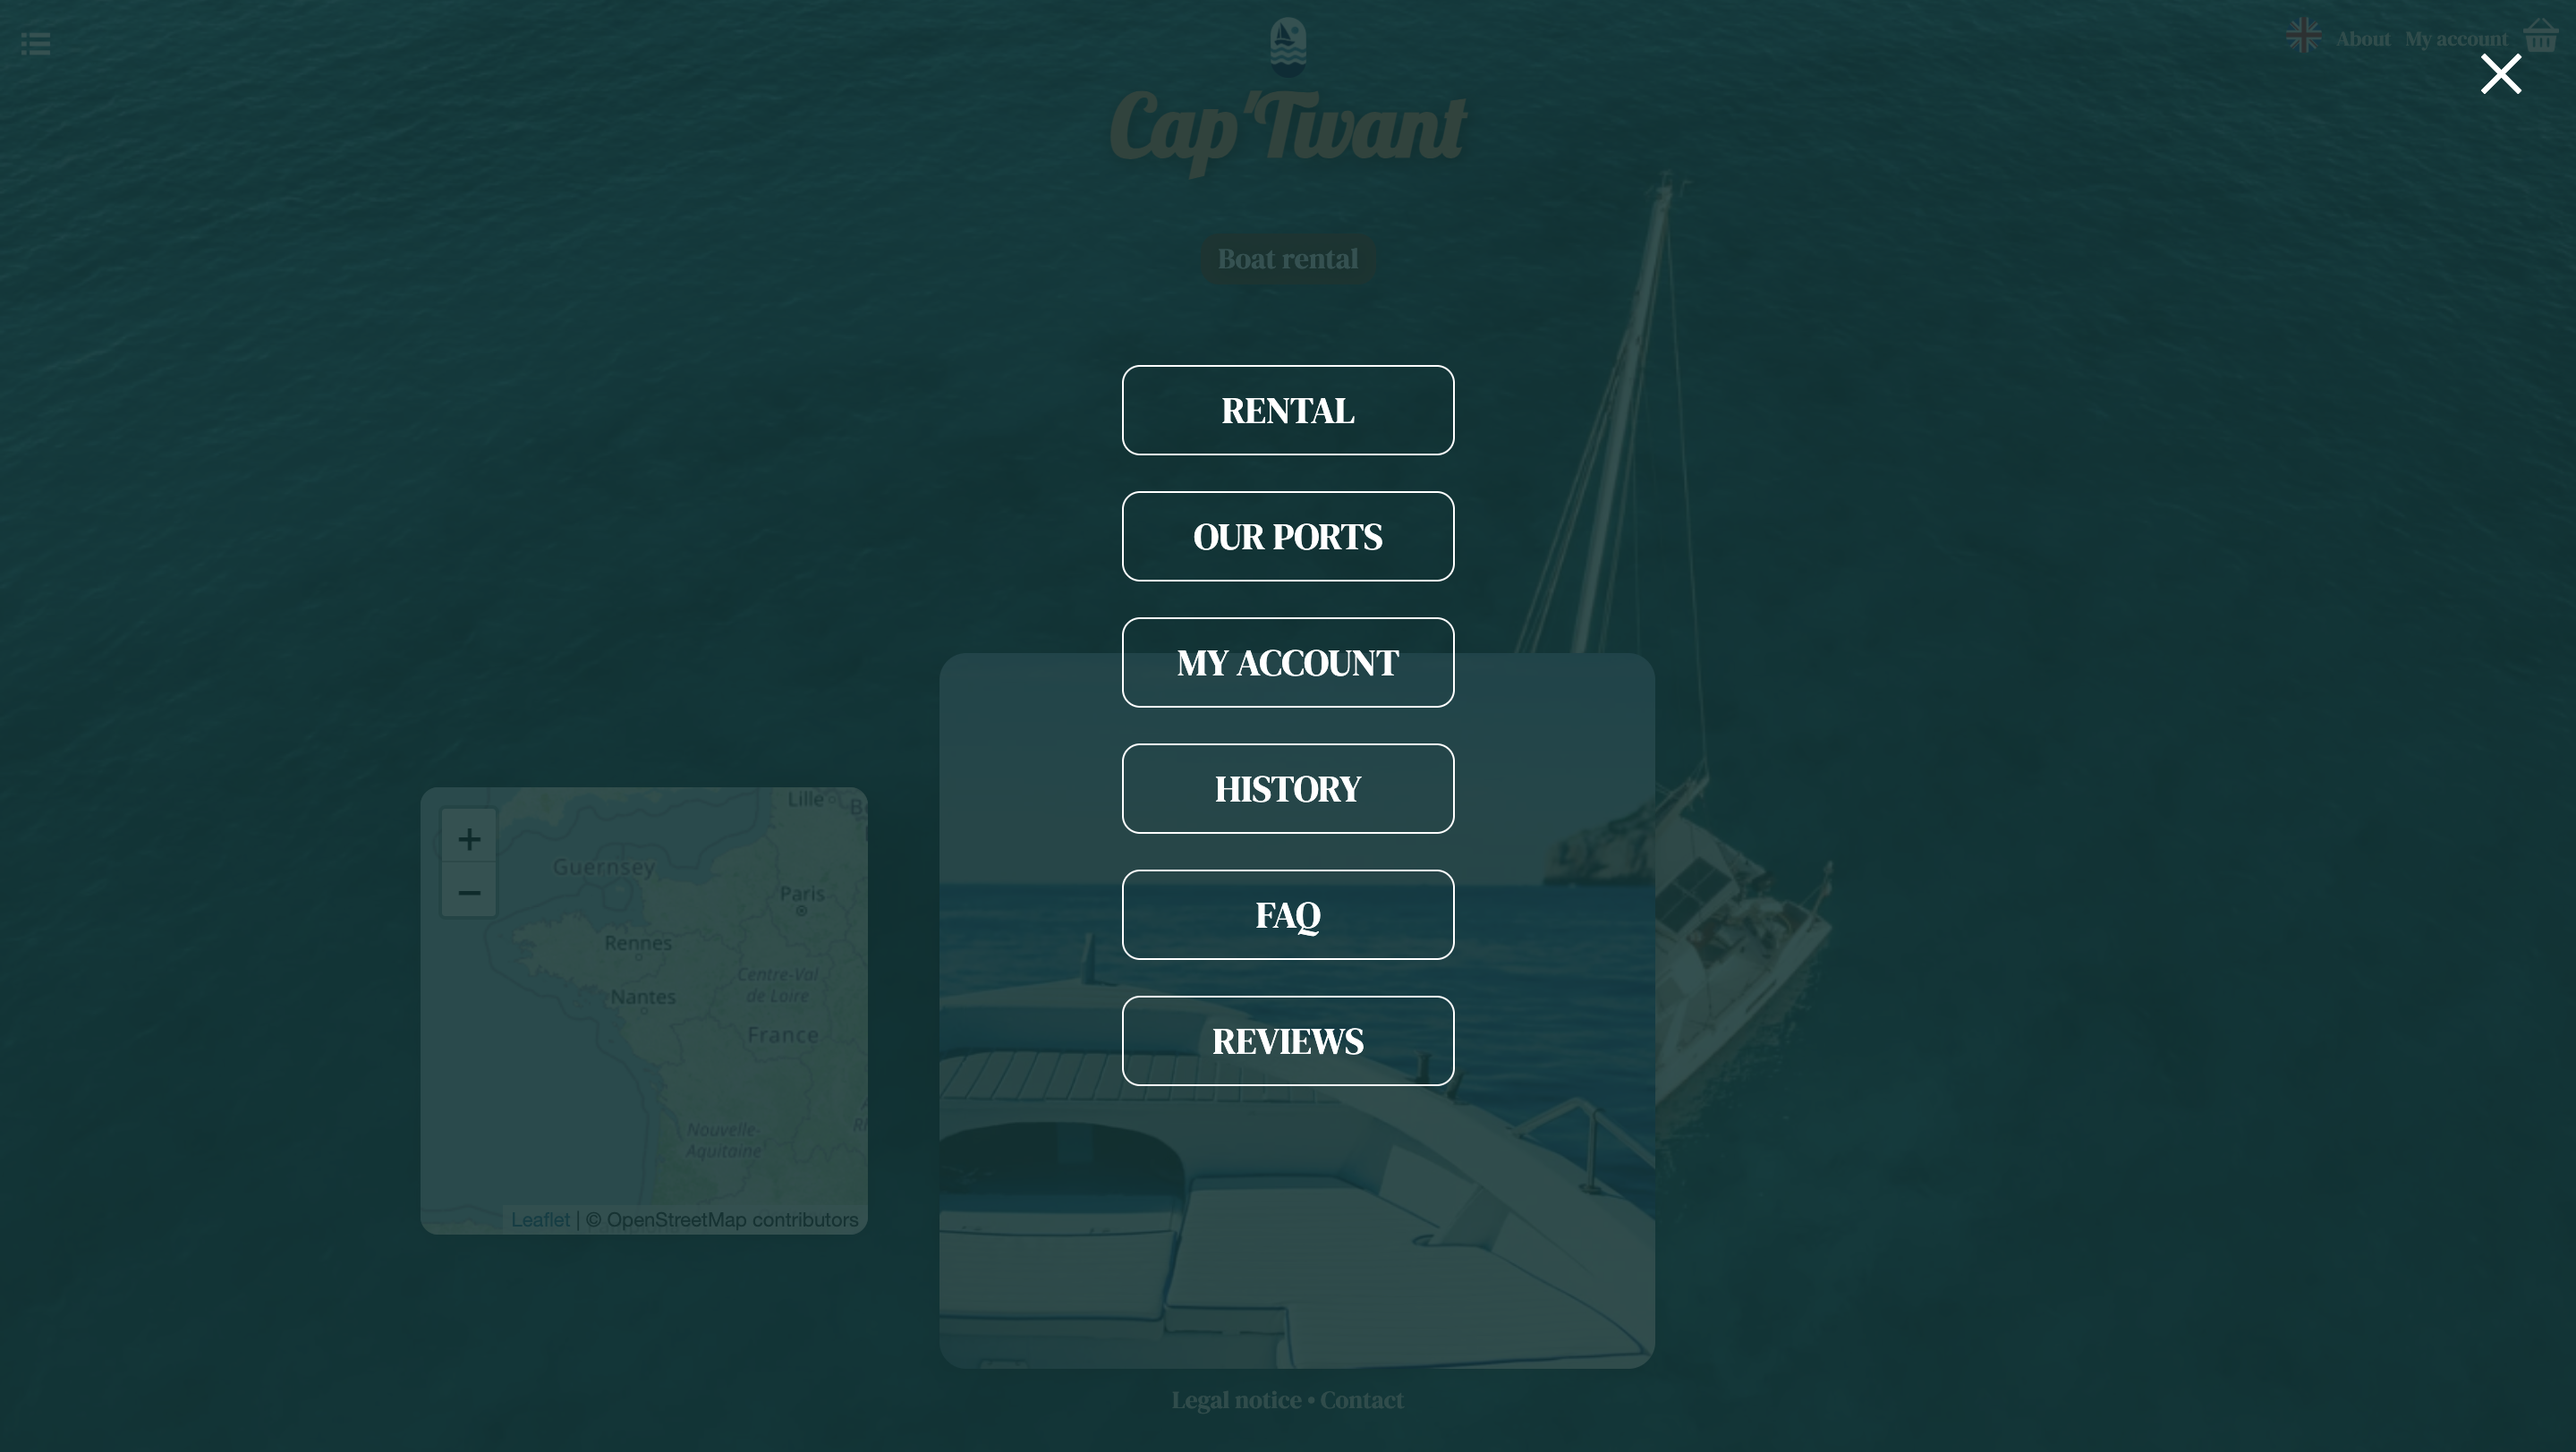 About My account
Cap'Twant
Boat rental
RENTAL
OUR PORTS
MY ACCOUNT
HISTORY
FAQ
REVIEWS
+
−
Lille
Guernsey
Paris
Rennes
Centre-Val
de Loire
Nantes
France
Nouvelle-
Aquitaine
Leaflet | © OpenStreetMap contributors
Legal notice • Contact